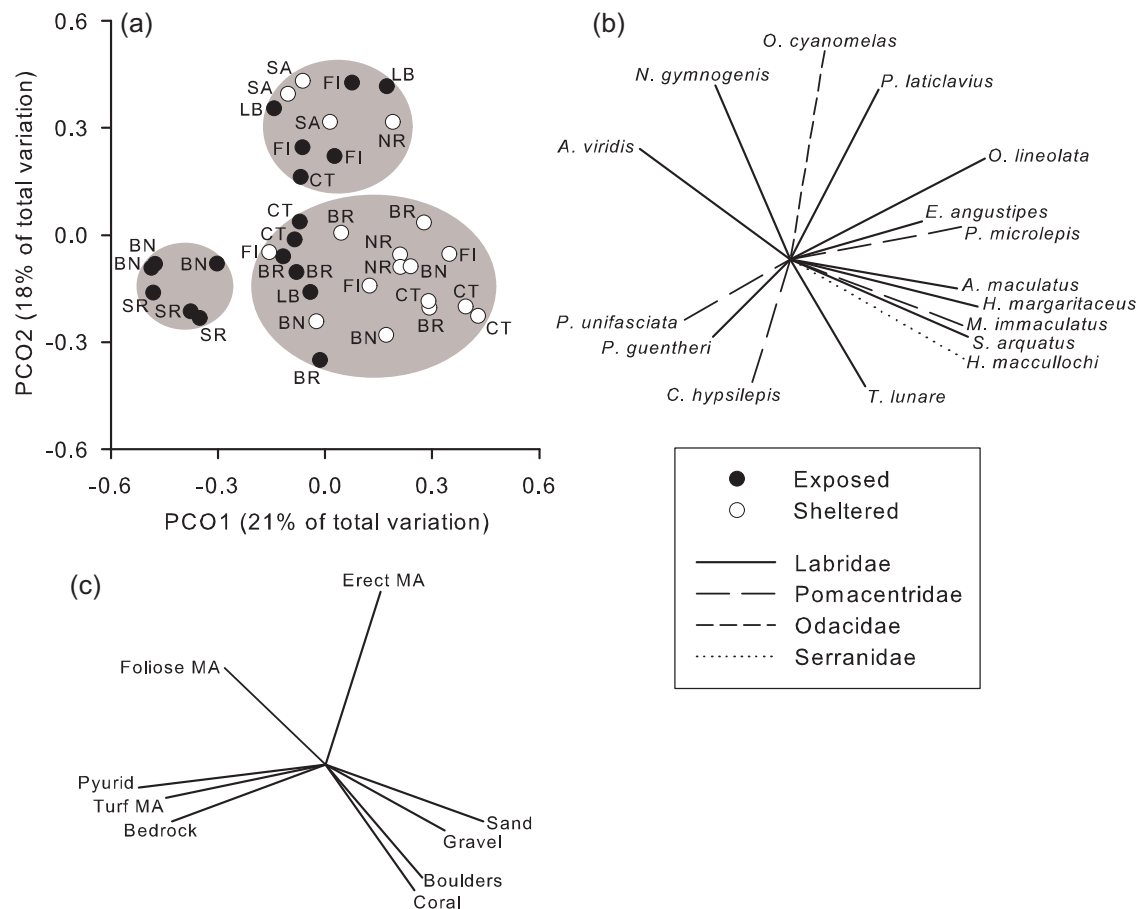 (a)
0.6
0.3
0.0
-0.3
-0.6
PCO2 (18% of total variation)
-0.6
-0.3
0.0
0.3
0.6
PCO1 (21% of total variation)
SA
SA
LB
FI
LB
SA
NR
FI
FI
CT
CT
CT
BR
BR
FI
NR
FI
BR
BR
NR
BN
LB
FI
CT
CT
BN
BR
CT
BN
BR
BN
BN
BN
SR
SR
SR
(b)
O. cyanomelas
N. gymnogenis
P. laticlavius
A. viridis
O. lineolata
E. angustipes
P. microlepis
A. maculatus
H. margaritaceus
M. immaculatus
S. arquatus
H. maccullochi
P. unifasciata
P. guentheri
C. hypsilepis
T. lunare
Exposed
Sheltered
Labridae
Pomacentridae
Odacidae
Serranidae
(c)
Erect MA
Foliose MA
Pyurid
Turf MA
Bedrock
Sand
Gravel
Boulders
Coral